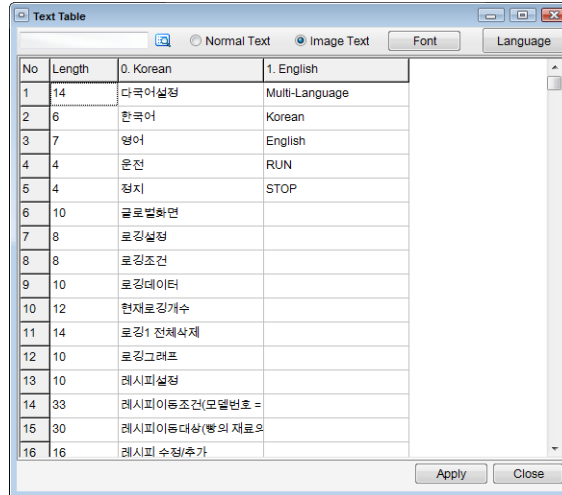 Text Table
Normal Text Image Text Font Language
No Length 0. Korean 1. English
1 14 다국어설정 Multi-Language
2 6 한국어 Korean
3 7 영어 English
4 4 운전 RUN
5 4 정지 STOP
6 10 글로벌화면
7 8 로깅설정
8 8 로깅조건
9 10 로깅데이터
10 12 현재로깅개수
11 14 로깅1 전체삭제
12 10 로깅그래프
13 10 레시피설정
14 33 레시피이동조건(모델번호 =
15 30 레시피이동대상(빵의 재료의
16 16 레시피 수정/추가
Apply Close